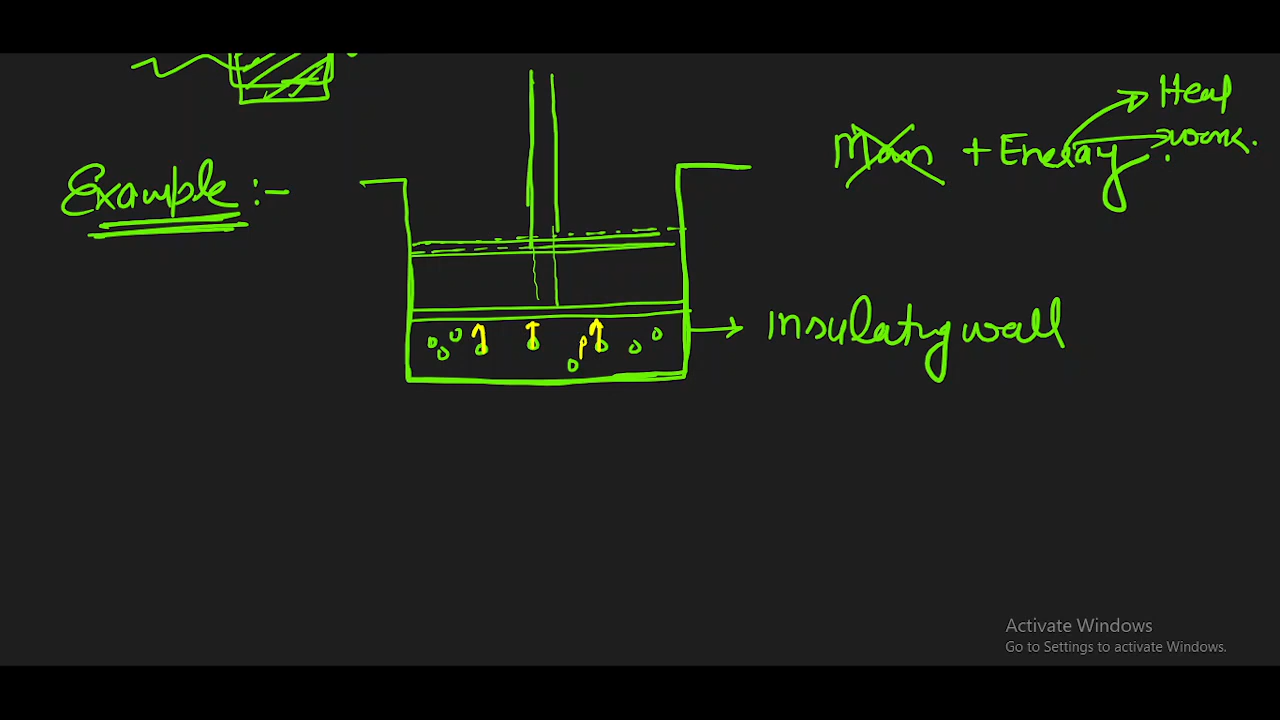 Heat
work.
Mass + Energy
Example :-
P
insulating wall
Activate Windows
Go to Settings to activate Windows.